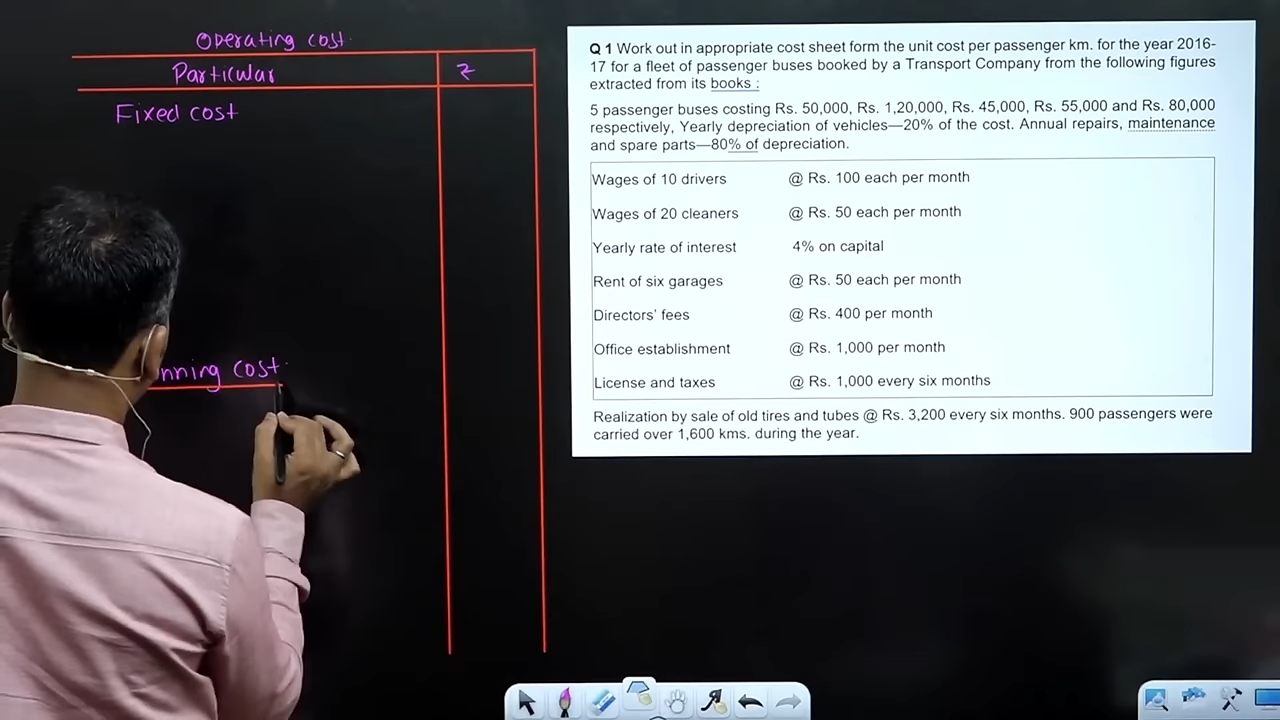 Operating cost.
Particular ₹
Fixed cost
nning cost.
Q 1 Work out in appropriate cost sheet form the unit cost per passenger km. for the year 2016-
17 for a fleet of passenger buses booked by a Transport Company from the following figures
extracted from its books :
5 passenger buses costing Rs. 50,000, Rs. 1,20,000, Rs. 45,000, Rs. 55,000 and Rs. 80,000
respectively, Yearly depreciation of vehicles—20% of the cost. Annual repairs, maintenance
and spare parts—80% of depreciation.
Wages of 10 drivers @ Rs. 100 each per month
Wages of 20 cleaners @ Rs. 50 each per month
Yearly rate of interest 4% on capital
Rent of six garages @ Rs. 50 each per month
Directors' fees @ Rs. 400 per month
Office establishment @ Rs. 1,000 per month
License and taxes @ Rs. 1,000 every six months
Realization by sale of old tires and tubes @ Rs. 3,200 every six months. 900 passengers were
carried over 1,600 kms. during the year.